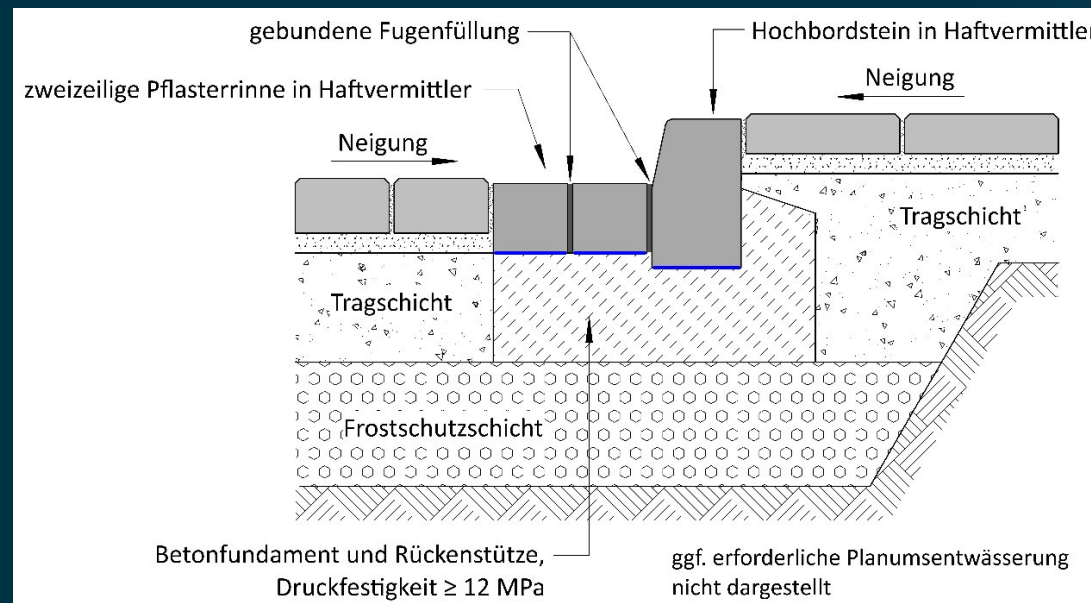 gebundene Fugenfüllung
Hochbordstein in Haftvermittler
zweizeilige Pflasterrinne in Haftvermittler
Neigung
Neigung
Tragschicht
Tragschicht
Frostschutzschicht
Betonfundament und Rückenstütze,
Druckfestigkeit ≥ 12 MPa
ggf. erforderliche Planumsentwässerung
nicht dargestellt